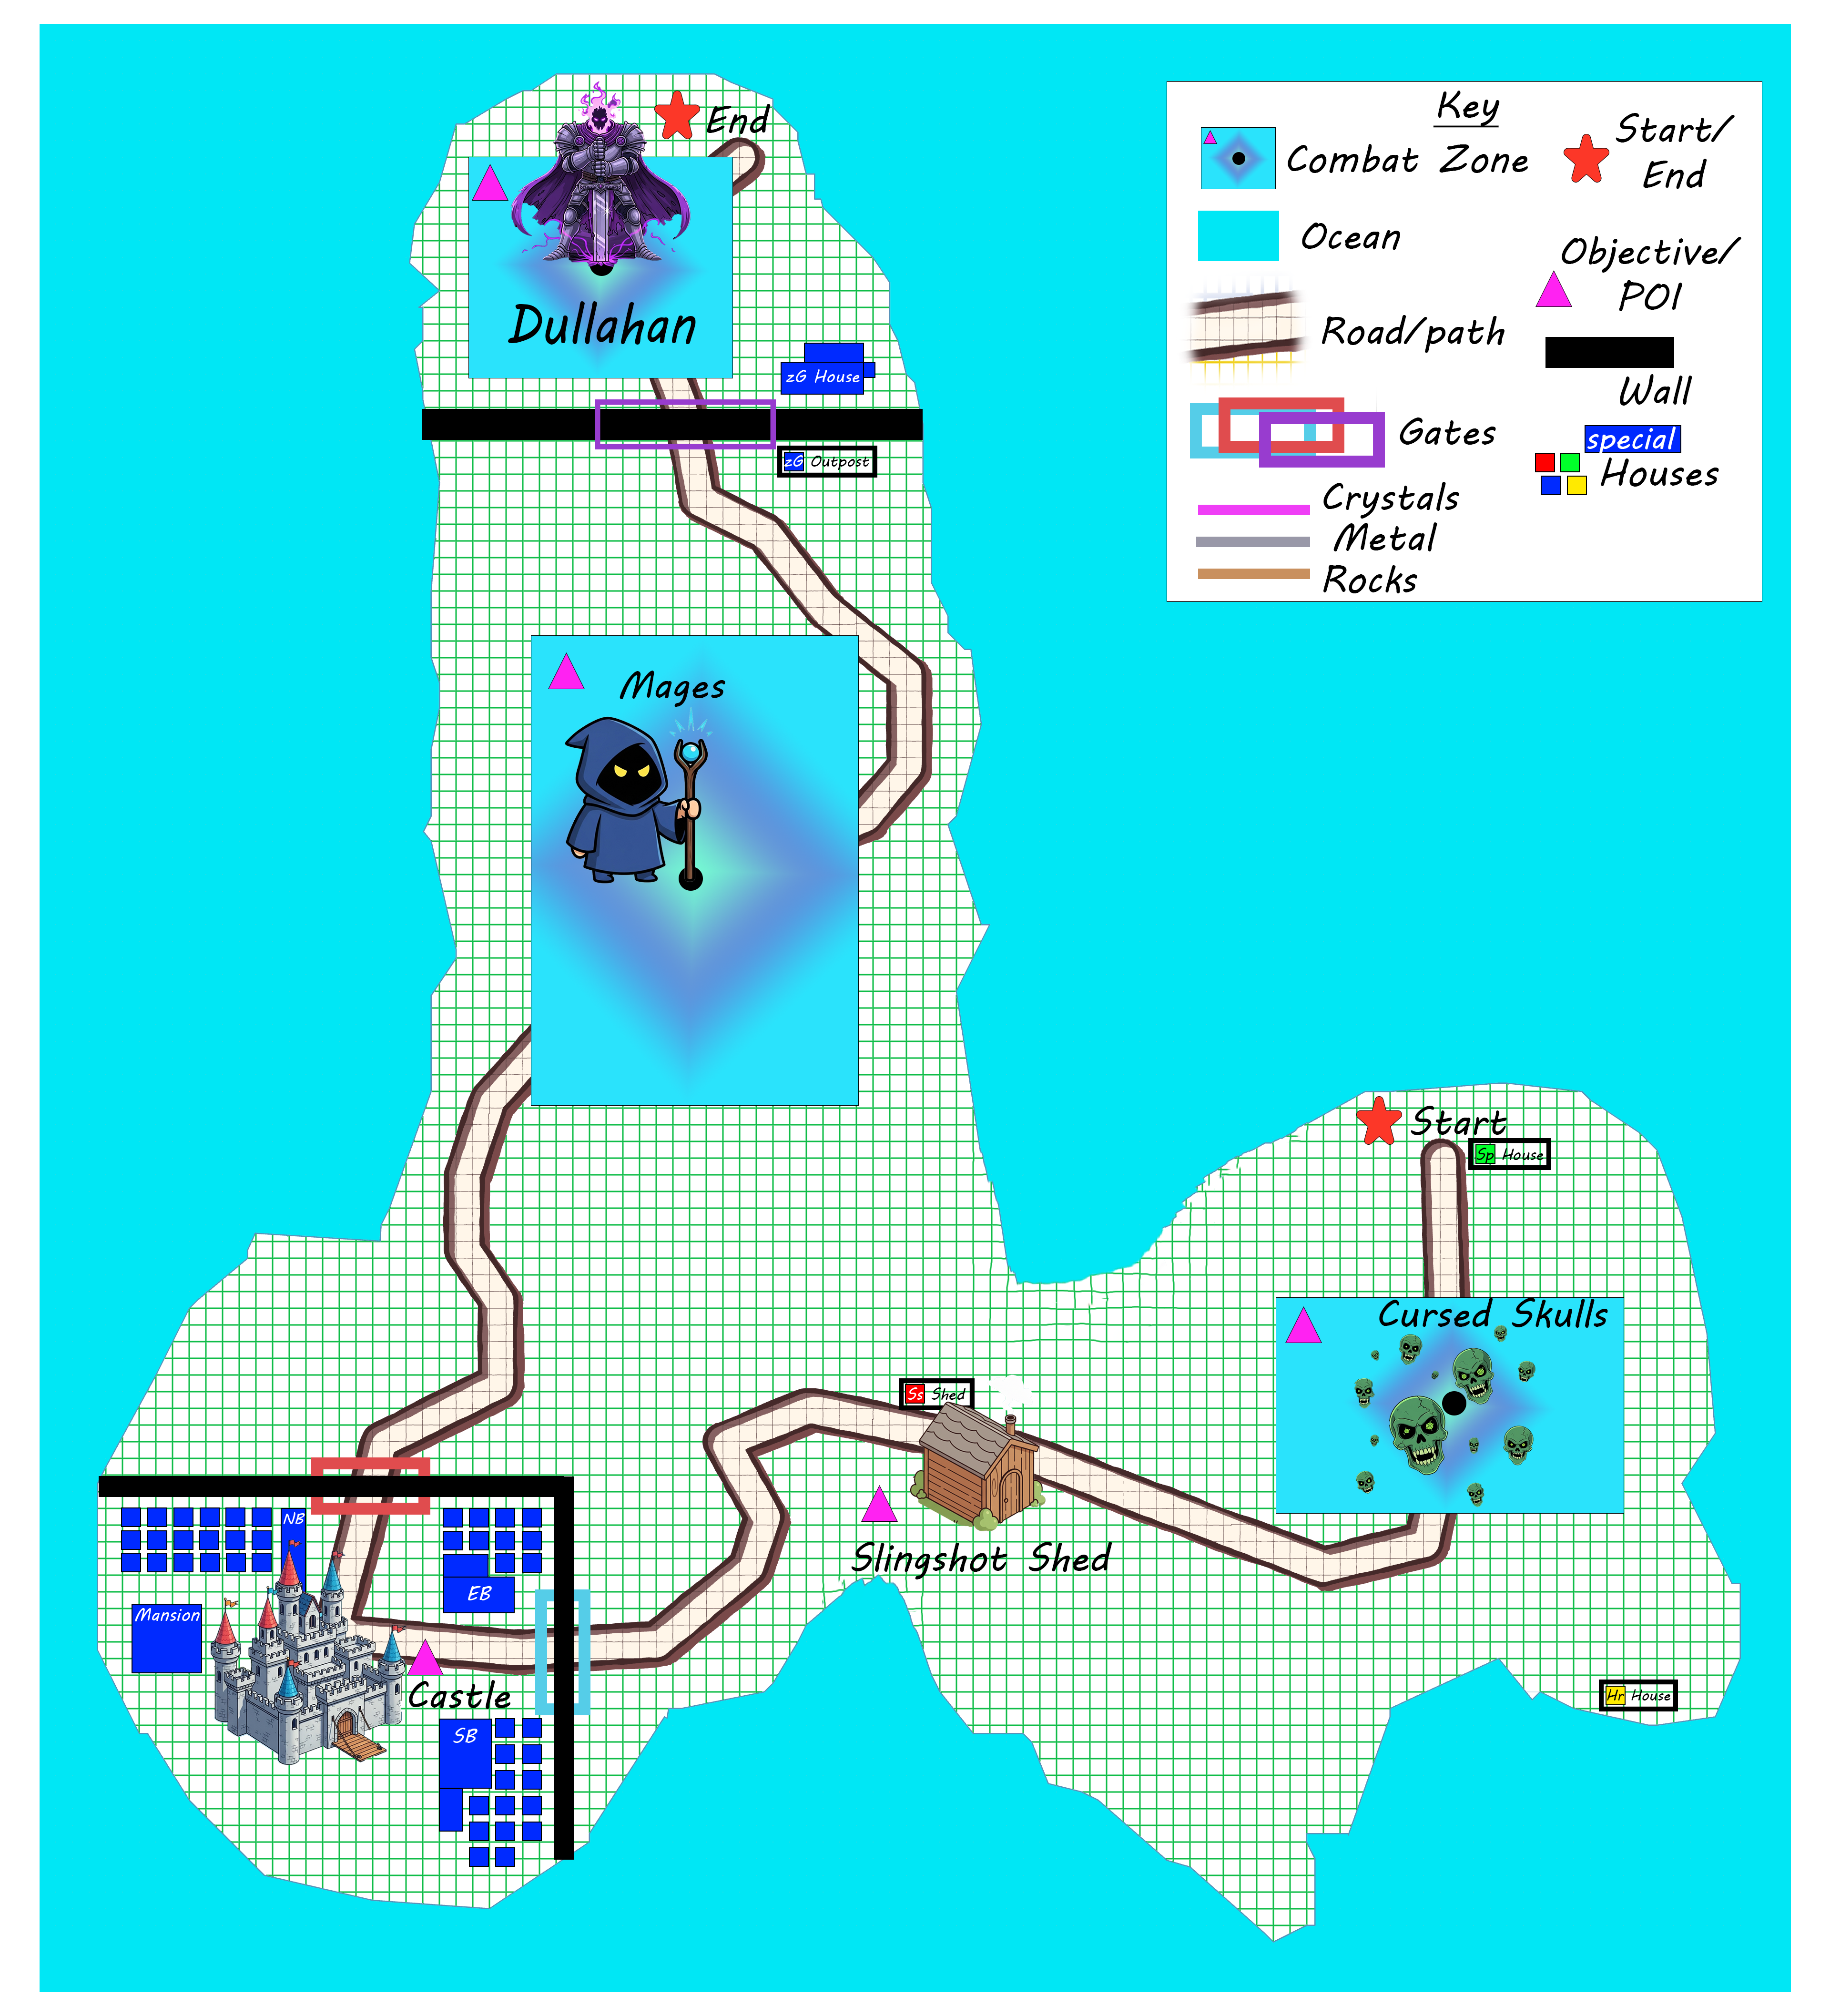 End
Dullahan
zG House
zG Outpost
Mages
Key
Combat Zone
Start/
End
Ocean
Objective/
POI
Road/path
Wall
Gates
special
Houses
Crystals
Metal
Rocks
Start
Sp House
Cursed Skulls
Ss Shed
Slingshot Shed
NB
EB
Mansion
Castle
SB
Hr House